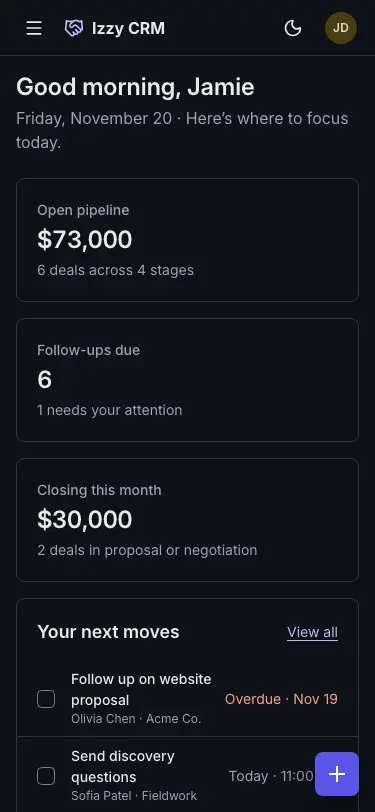 Izzy CRM
JD
Good morning, Jamie
Friday, November 20 · Here’s where to focus
today.
Open pipeline
$73,000
6 deals across 4 stages
Follow-ups due
6
1 needs your attention
Closing this month
$30,000
2 deals in proposal or negotiation
Your next moves
View all
Follow up on website
proposal
Overdue · Nov 19
Olivia Chen · Acme Co.
Send discovery
questions
Today · 11:00
Sofia Patel · Fieldwork